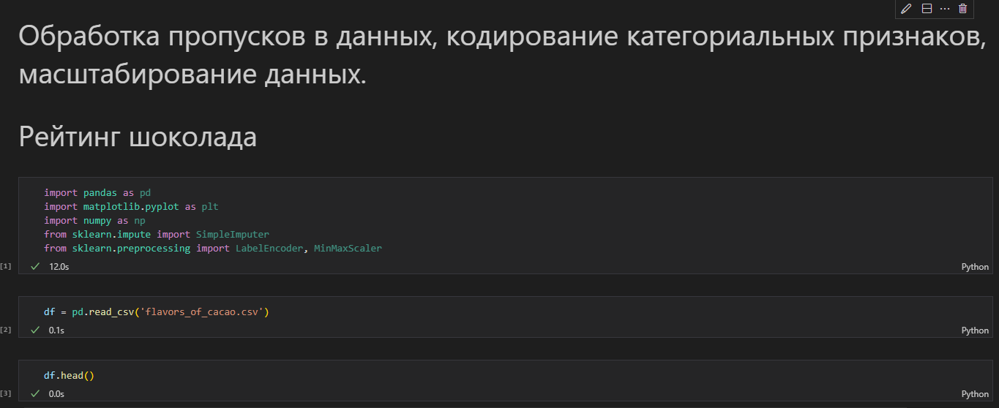 Обработка пропусков в данных, кодирование категориальных признаков,
масштабирование данных.
Рейтинг шоколада
import pandas as pd
import matplotlib.pyplot as plt
import numpy as np
from sklearn.impute import SimpleImputer
from sklearn.preprocessing import LabelEncoder, MinMaxScaler
[1] 12.0s Python
df = pd.read_csv('flavors_of_cacao.csv')
[2] 0.1s Python
df.head()
[3] 0.0s Python